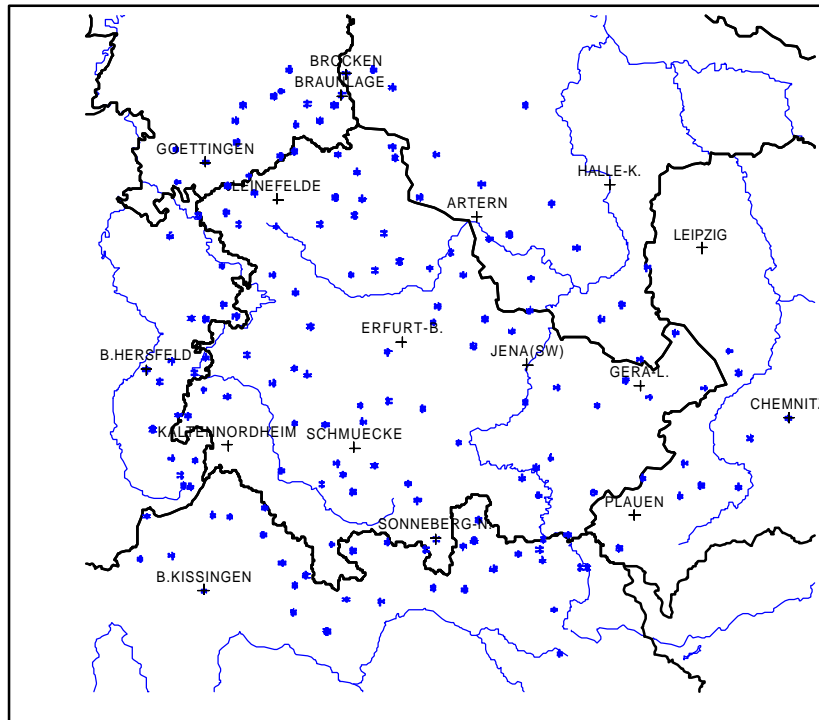 BROCKEN
BRAUNLAGE
GOETTINGEN
LEINEFELDE
HALLE-K.
ARTERN
LEIPZIG
ERFURT-B.
B.HERSFELD
JENA(SW)
GERA-L.
CHEMNITZ
KALTENNORDHEIM
SCHMUECKE
PLAUEN
SONNEBERG-N.
B.KISSINGEN